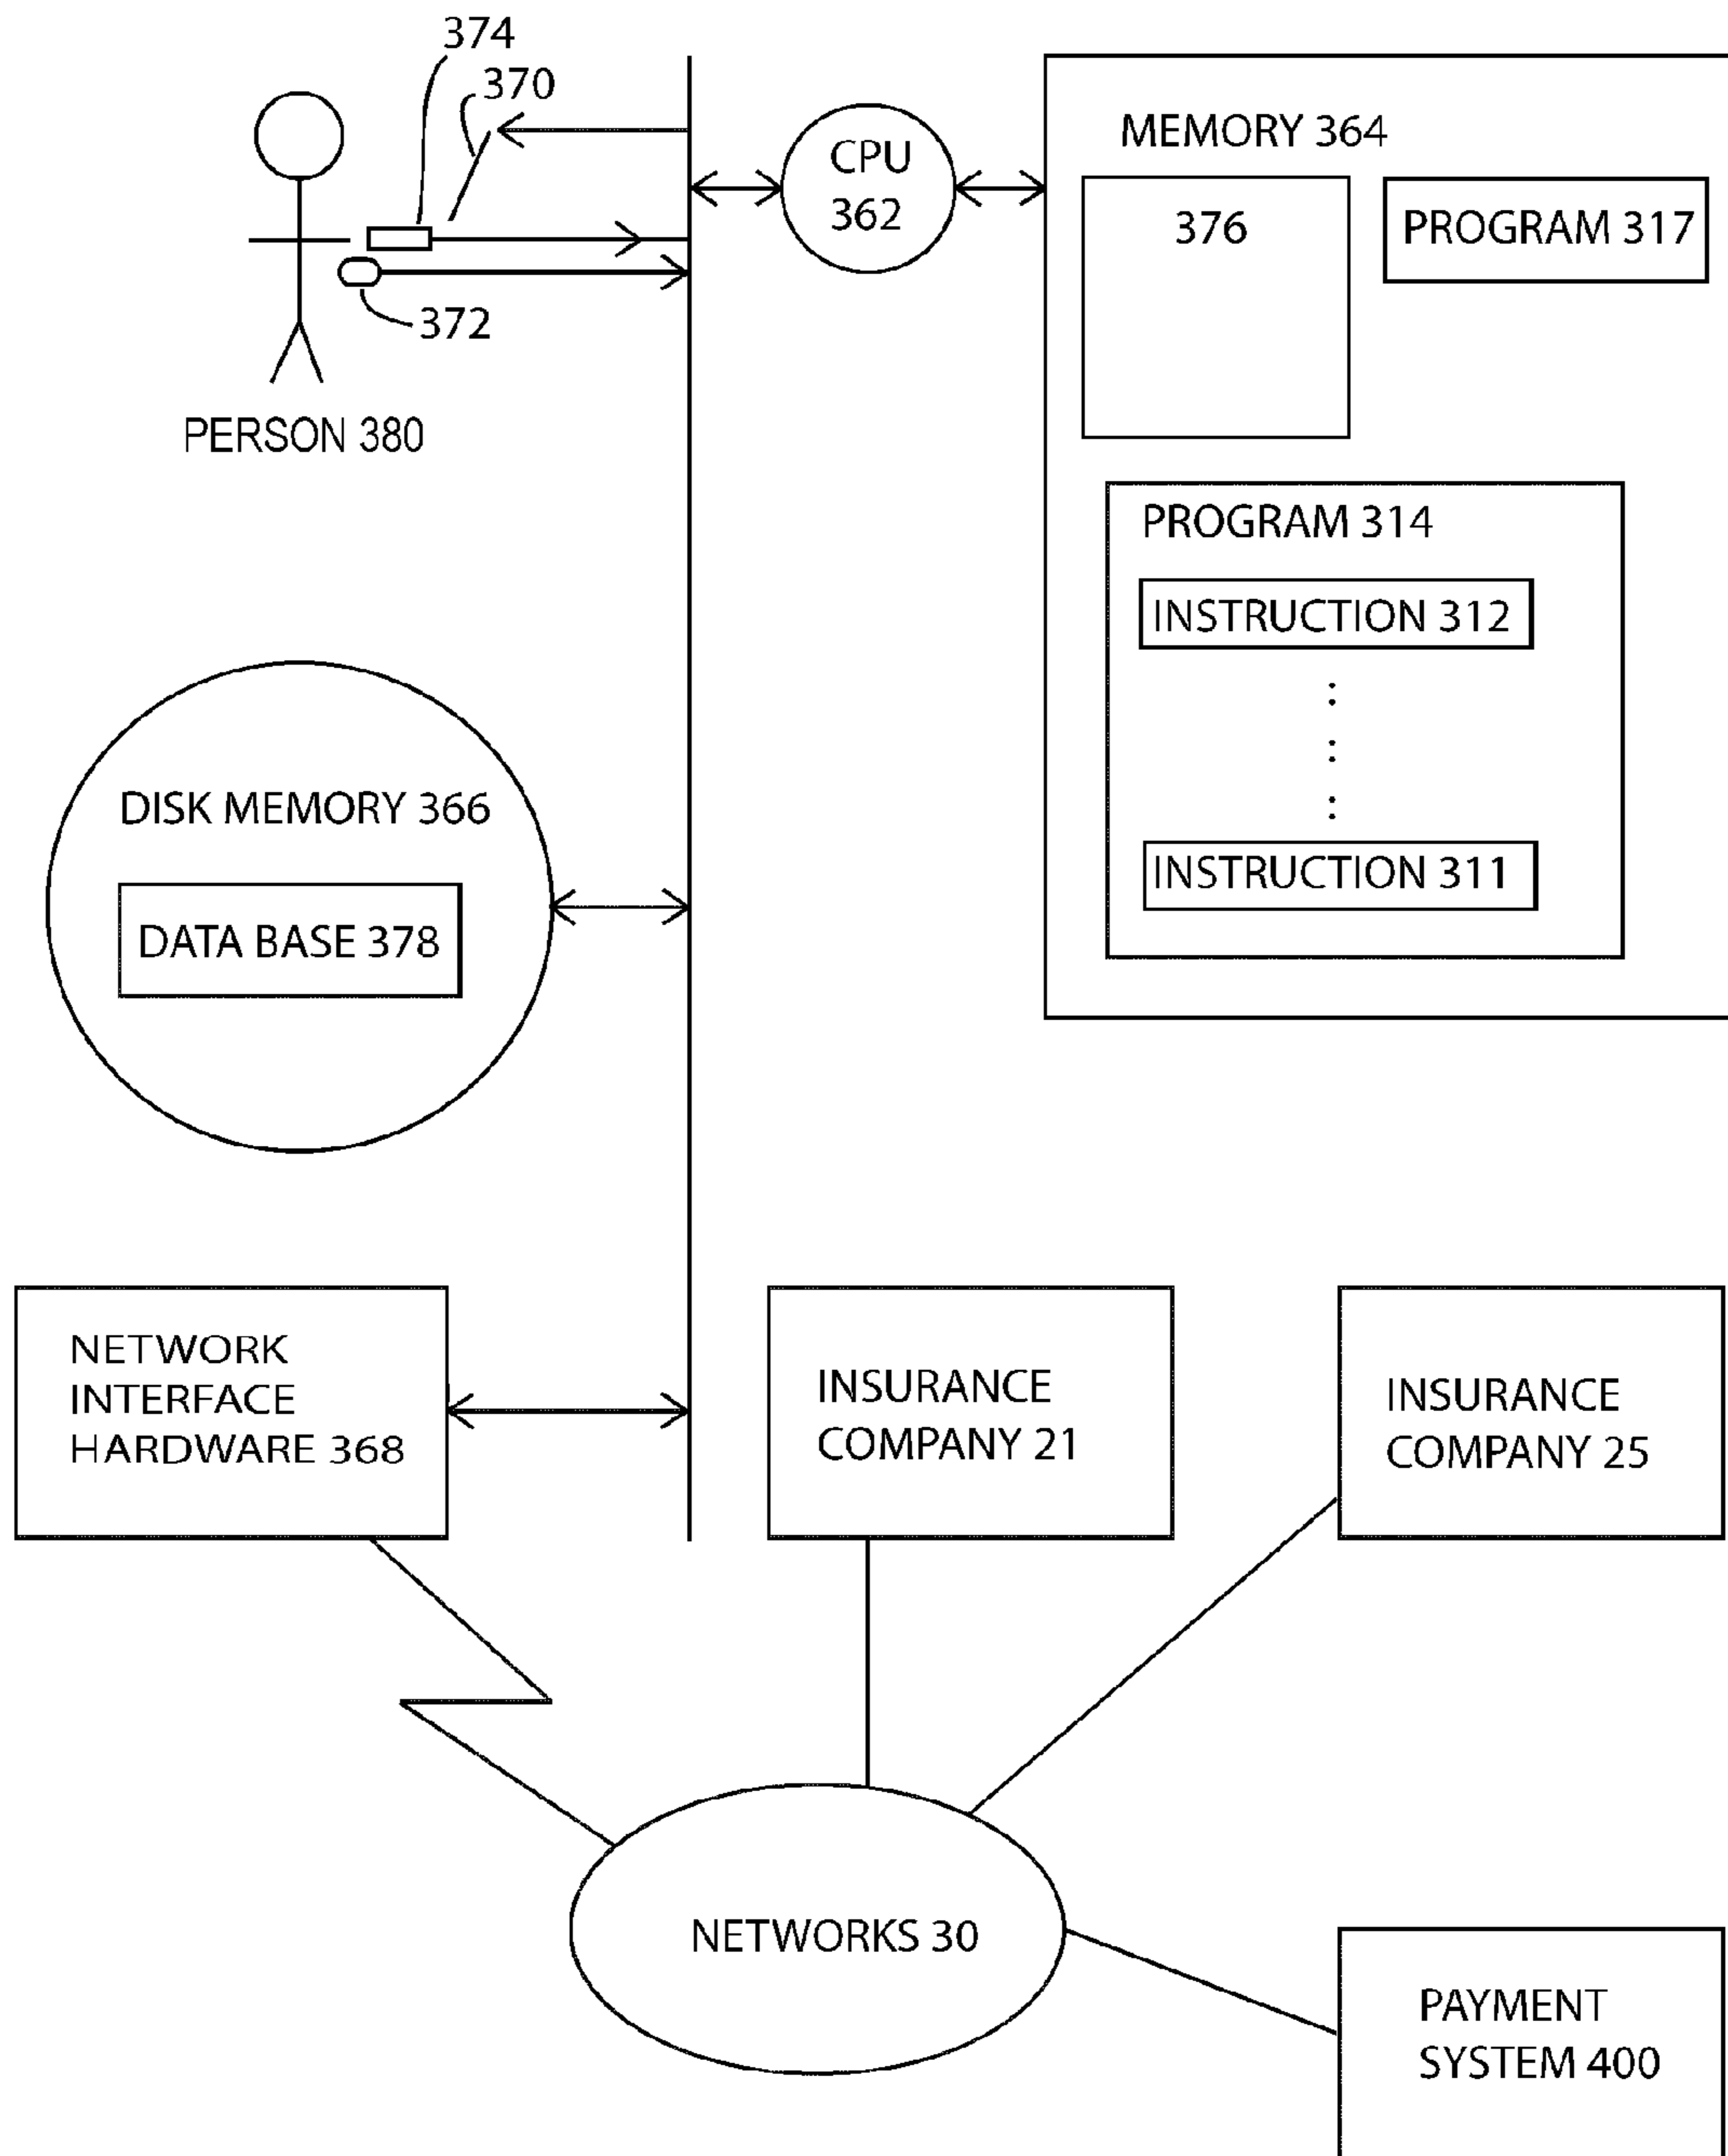 374
370
CPU
362
MEMORY 364
376
PROGRAM 317
372
PERSON 380
PROGRAM 314
INSTRUCTION 312
INSTRUCTION 311
DISK MEMORY 366
DATA BASE 378
NETWORK
INTERFACE
HARDWARE 368
INSURANCE
COMPANY 21
INSURANCE
COMPANY 25
NETWORKS 30
PAYMENT
SYSTEM 400